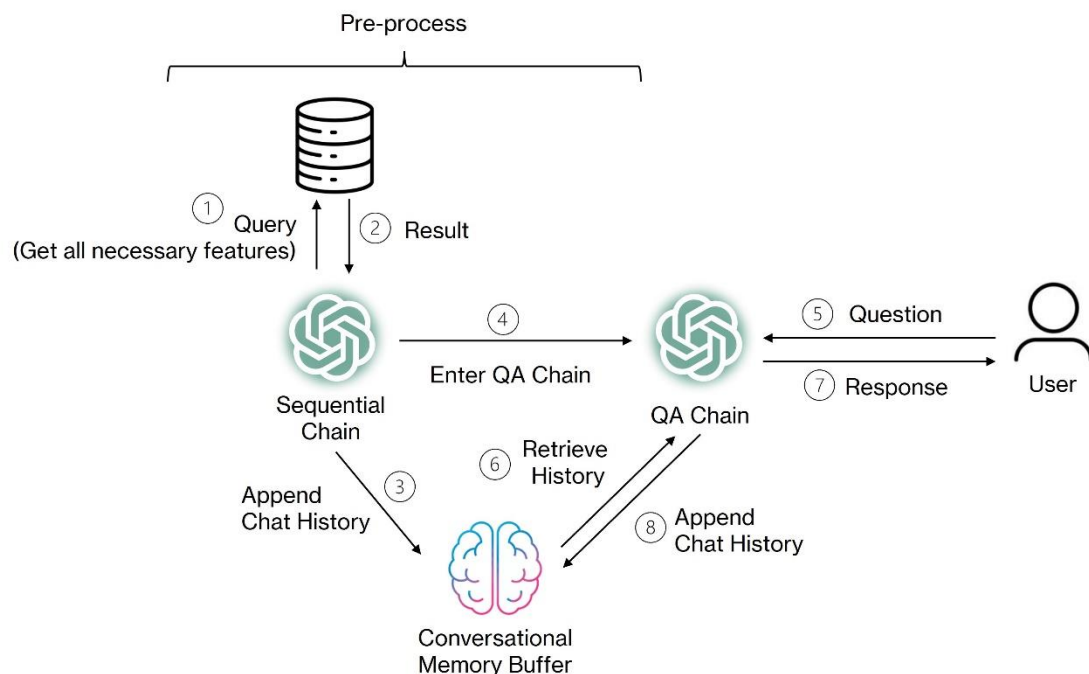 Pre-process
1
Query
(Get all necessary features)
2
Result
4
Enter QA Chain
5
Question
7
Response
User
Sequential
Chain
QA Chain
3
Append
Chat History
6
Retrieve
History
8
Append
Chat History
Conversational
Memory Buffer